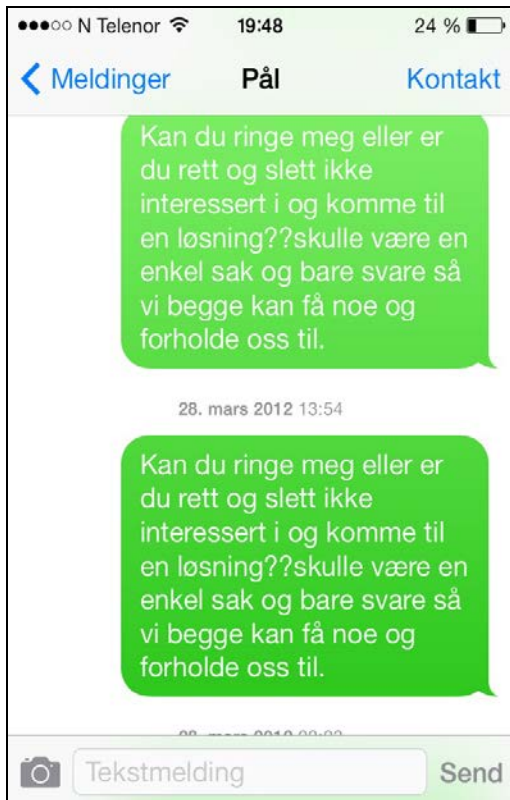 N Telenor 19:48 24 %
Meldinger Pål Kontakt
Kan du ringe meg eller er
du rett og slett ikke
interessert i og komme til
en løsning??skulle være en
enkel sak og bare svare så
vi begge kan få noe og
forholde oss til.
28. mars 2012 13:54
Kan du ringe meg eller er
du rett og slett ikke
interessert i og komme til
en løsning??skulle være en
enkel sak og bare svare så
vi begge kan få noe og
forholde oss til.
Tekstmelding Send